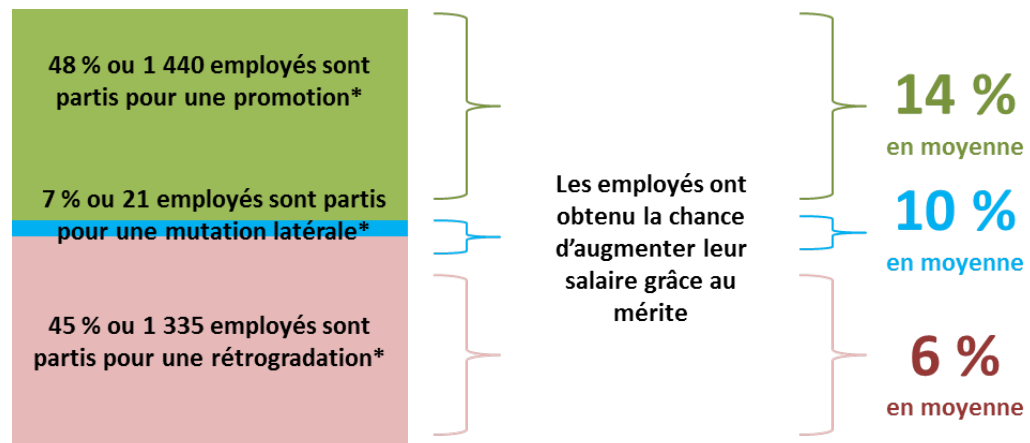 48 % ou 1 440 employés sont
partis pour une promotion*
7 % ou 21 employés sont partis
pour une mutation latérale*
45 % ou 1 335 employés sont
partis pour une rétrogradation*
Les employés ont
obtenu la chance
d’augmenter leur
salaire grâce au
mérite
14 %
en moyenne
10 %
en moyenne
6 %
en moyenne